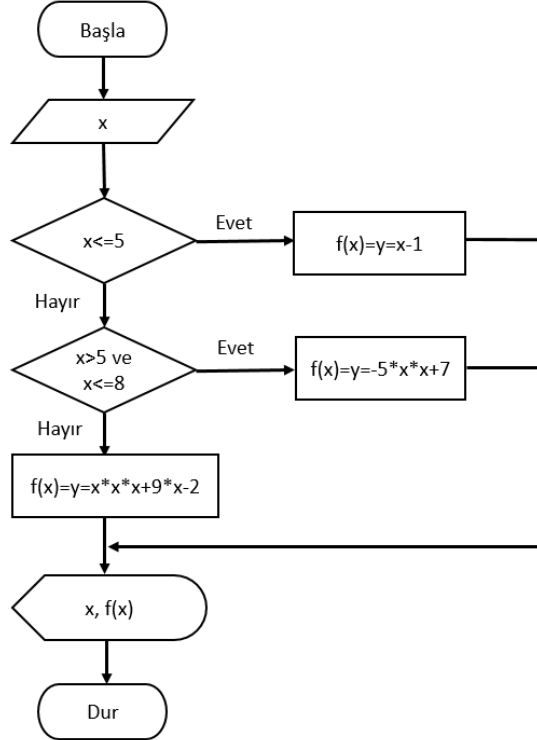 Başla
x
x<=5
Evet
f(x)=y=x-1
Hayır
x>5 ve
x<=8
Evet
f(x)=y=-5*x*x+7
Hayır
f(x)=y=x*x*x+9*x-2
x, f(x)
Dur